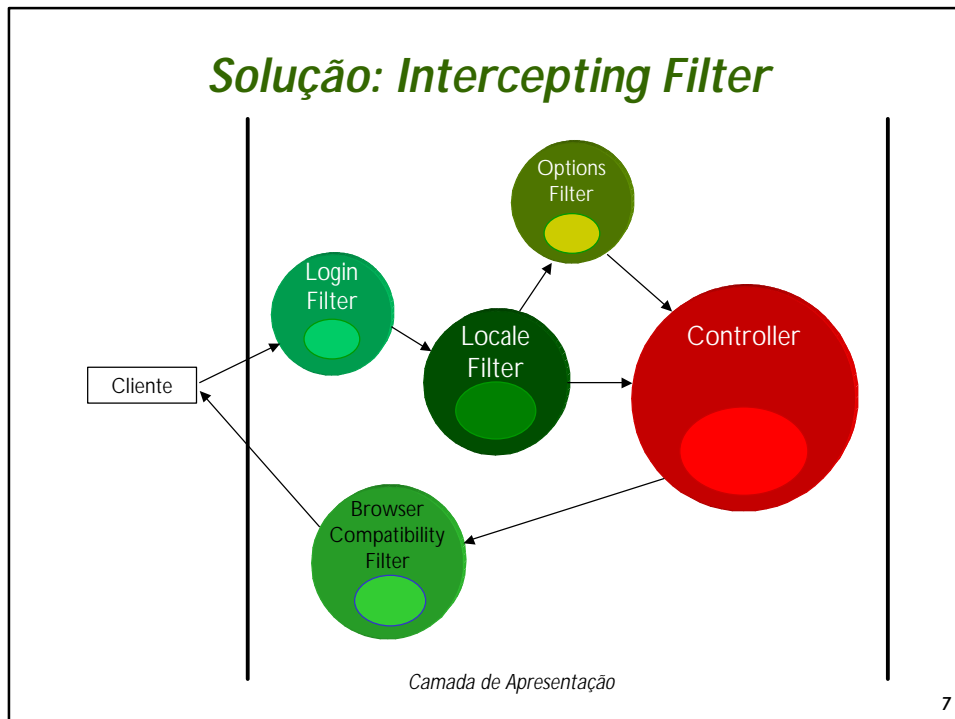 Solução: Intercepting Filter
Options
Filter
Login
Filter
Locale
Filter
Controller
Cliente
Browser
Compatibility
Filter
Camada de Apresentação
7